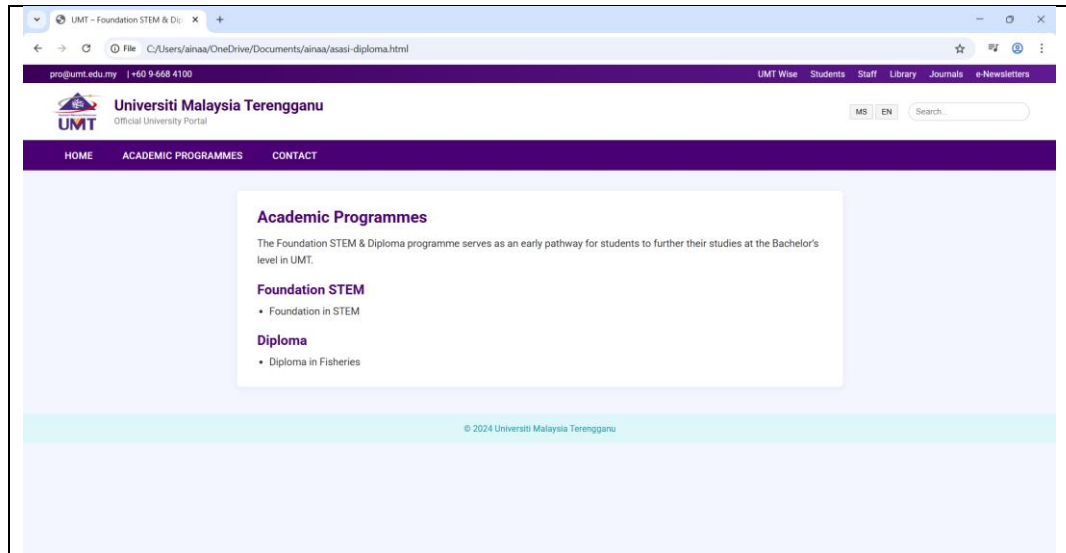 UMT – Foundation STEM & Di
File C:/Users/ainaa/OneDrive/Documents/ainaa/asasi-diploma.html
pro@umt.edu.my | +60 9-668 4100
UMT Wise Students Staff Library Journals e-Newsletters
UMT
Universiti Malaysia Terengganu
Official University Portal
MS EN Search...
HOME ACADEMIC PROGRAMMES CONTACT
Academic Programmes
The Foundation STEM & Diploma programme serves as an early pathway for students to further their studies at the Bachelor's
level in UMT.
Foundation STEM
• Foundation in STEM
Diploma
• Diploma in Fisheries
© 2024 Universiti Malaysia Terengganu